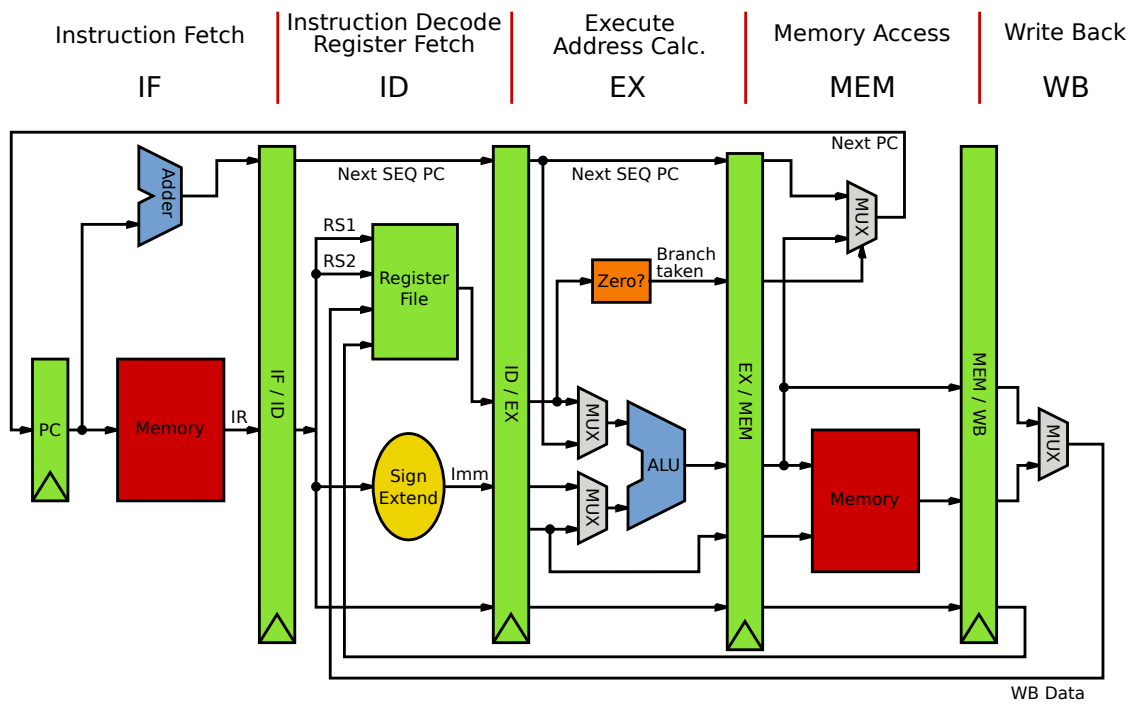 Instruction Fetch
Instruction Decode
Register Fetch
Execute
Address Calc.
Memory Access
Write Back
IF
ID
EX
MEM
WB
Next PC
Adder
Next SEQ PC
Next SEQ PC
MUX
RS1
RS2
Register
File
Branch
taken
Zero?
PC
Memory
IR
IF / ID
ID / EX
EX / MEM
MEM / WB
MUX
MUX
ALU
Sign
Extend
Imm
MUX
Memory
WB Data